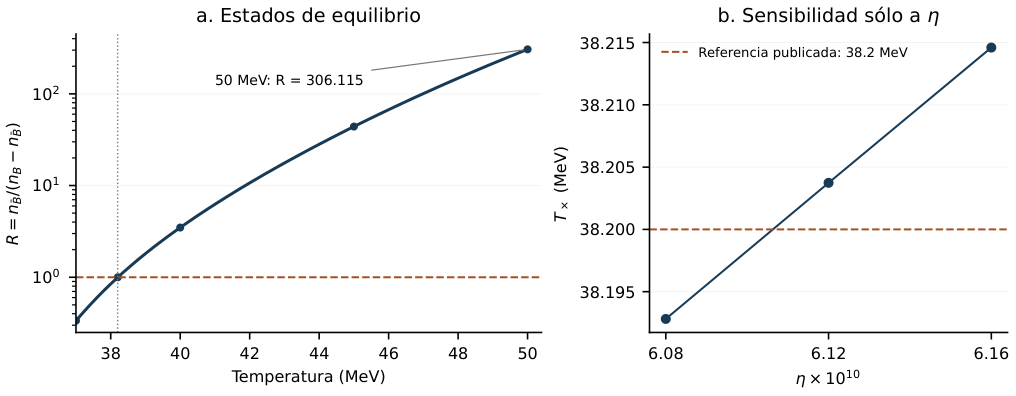 a. Estados de equilibrio
10²
10¹
10⁰
R = n_B̄/(n_B − n_B̄)
50 MeV: R = 306.115
38
40
42
44
46
48
50
Temperatura (MeV)
b. Sensibilidad sólo a η
38.215
38.210
38.205
38.200
38.195
T× (MeV)
Referencia publicada: 38.2 MeV
6.08
6.12
6.16
η × 10¹⁰